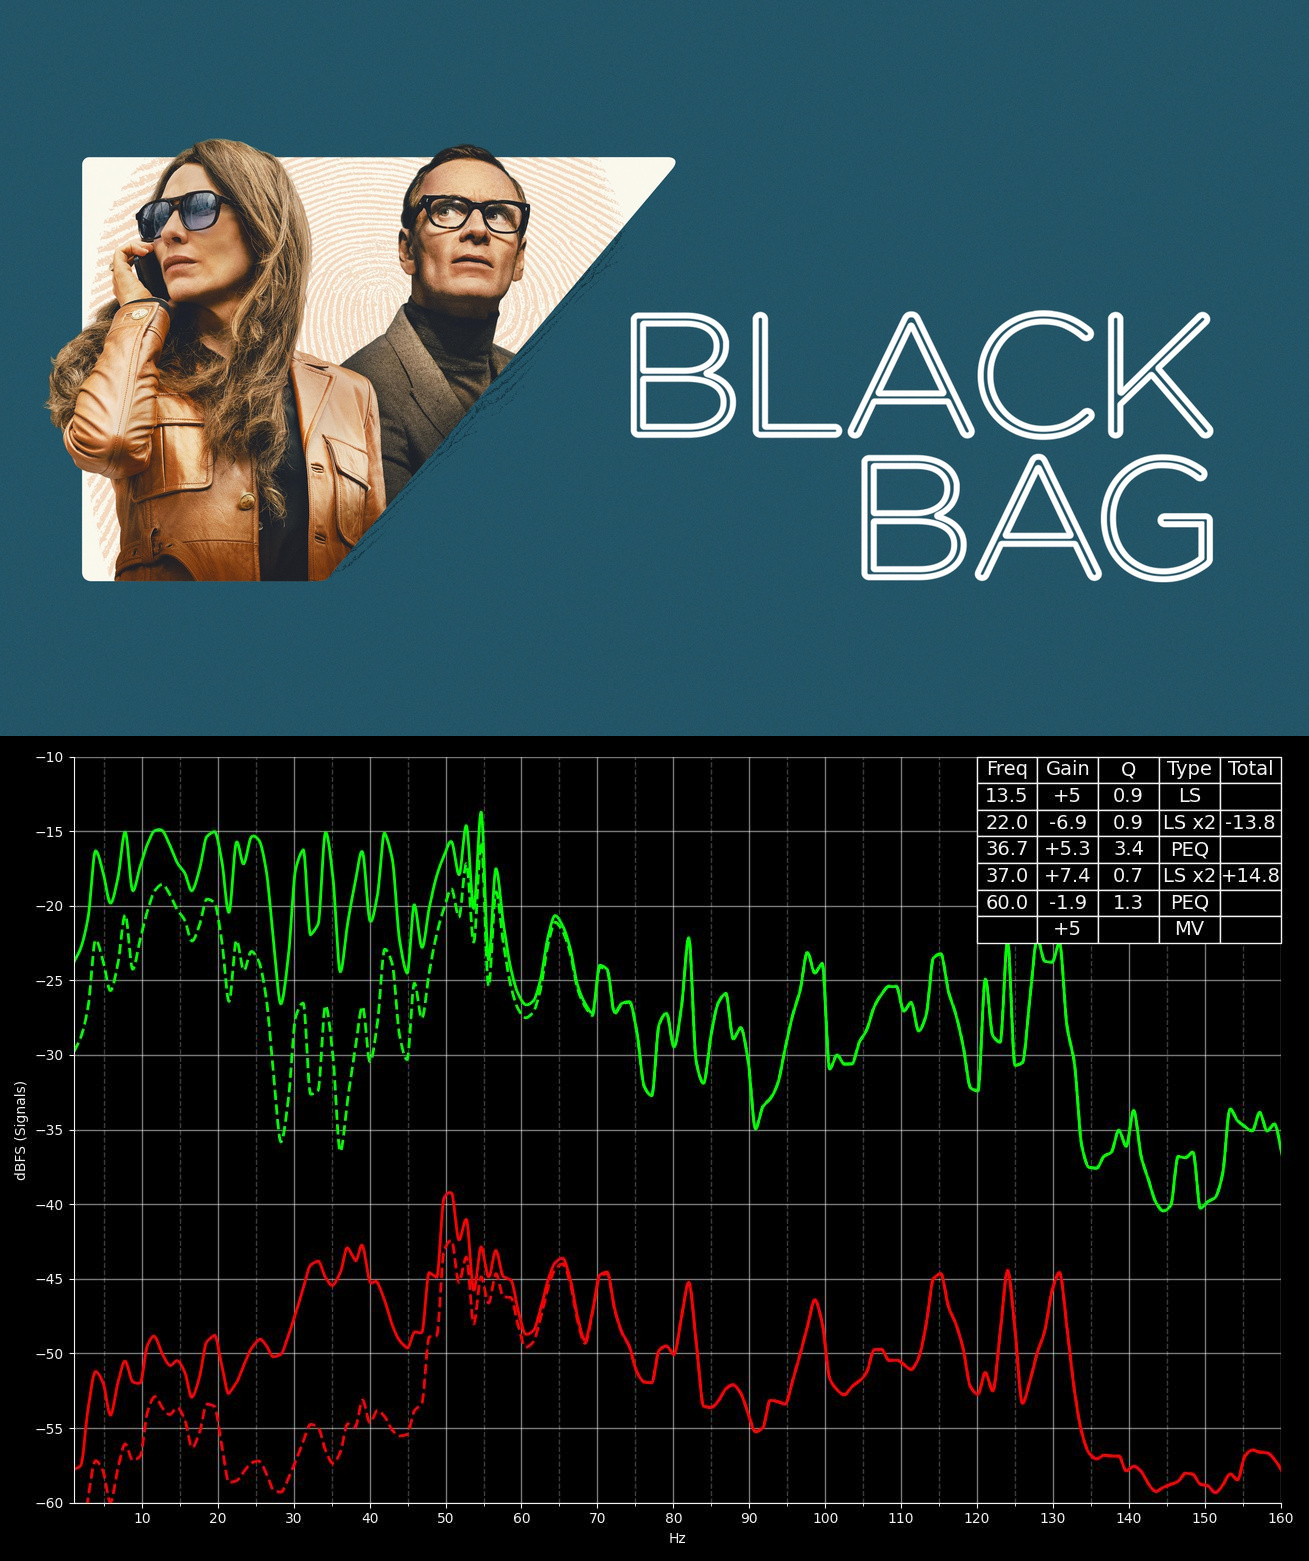 BLACK
BAG
Freq Gain Q Type Total
13.5 +5 0.9 LS
22.0 -6.9 0.9 LS x2 -13.8
36.7 +5.3 3.4 PEQ
37.0 +7.4 0.7 LS x2 +14.8
60.0 -1.9 1.3 PEQ
+5 MV
dBFS (Signals)
−10
−15
−20
−25
−30
−35
−40
−45
−50
−55
−60
10 20 30 40 50 60 70 80 90 100 110 120 130 140 150 160
Hz